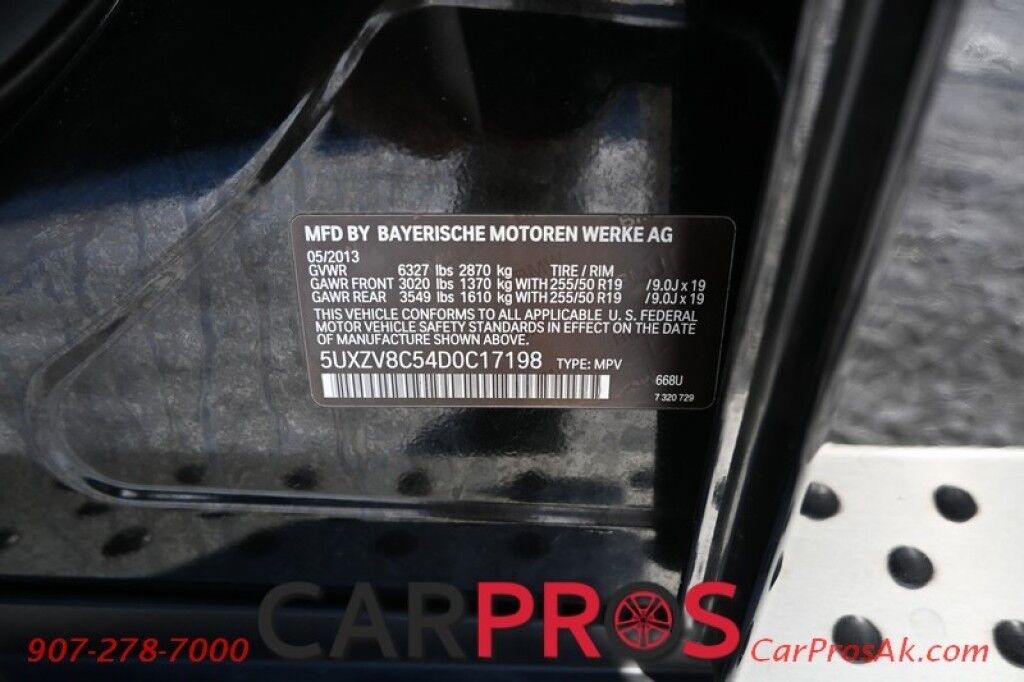 MFD BY BAYERISCHE MOTOREN WERKE AG
05/2013
GVWR 6327 lbs 2870 kg TIRE / RIM
GAWR FRONT 3020 lbs 1370 kg WITH 255/50 R19 /9.0J x 19
GAWR REAR 3549 lbs 1610 kg WITH 255/50 R19 /9.0J x 19
THIS VEHICLE CONFORMS TO ALL APPLICABLE U. S. FEDERAL
MOTOR VEHICLE SAFETY STANDARDS IN EFFECT ON THE DATE
OF MANUFACTURE SHOWN ABOVE.
5UXZV8C54D0C17198 TYPE: MPV
668U
7 320 729
CARPROS
907-278-7000
CarProsAk.com